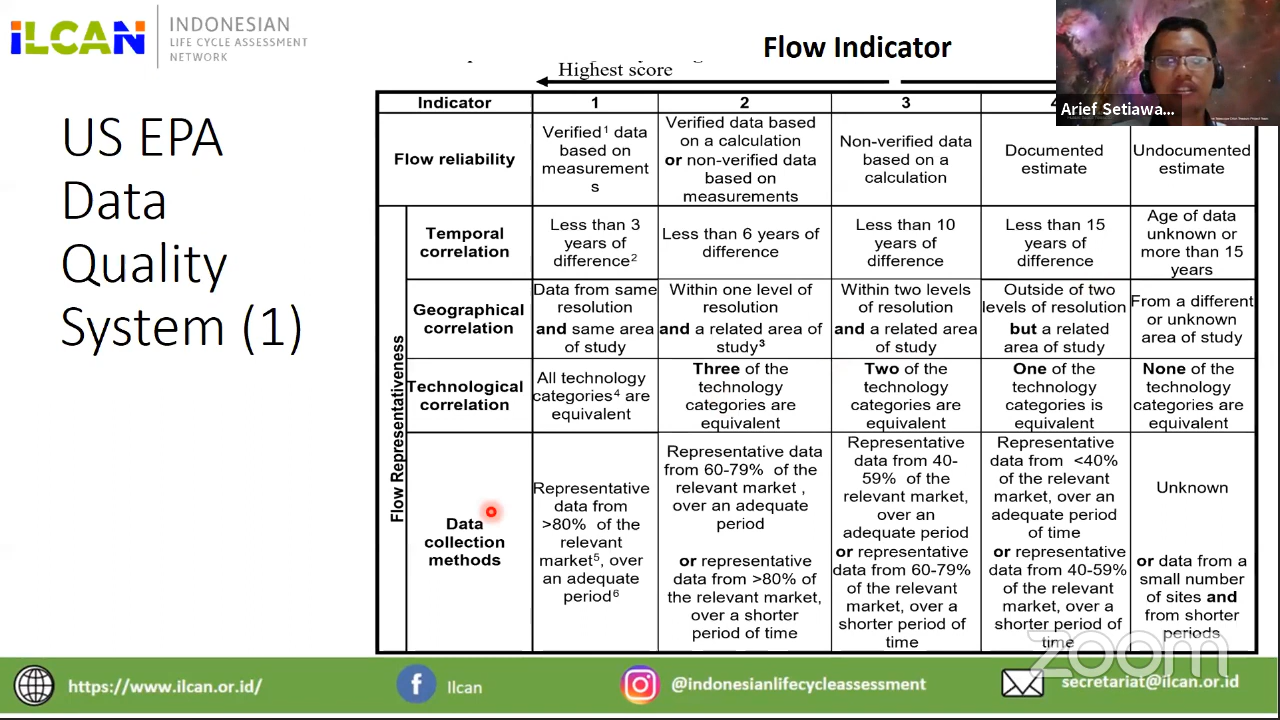 iLCAN
INDONESIAN
LIFE CYCLE ASSESSMENT
NETWORK
Flow Indicator
Arief Setiawa...
US EPA
Data
Quality
System (1)
Highest score
Indicator
1
2
3
Flow reliability
Verified1 data
based on
measurement
s
Verified data based
on a calculation
or non-verified data
based on
measurements
Non-verified data
based on a
calculation
Documented
estimate
Undocumented
estimate
Flow Representativeness
Temporal
correlation
Less than 3
years of
difference2
Less than 6 years of
difference
Less than 10
years of
difference
Less than 15
years of
difference
Age of data
unknown or
more than 15
years
Geographical
correlation
Data from same
resolution
and same area
of study
Within one level of
resolution
and a related area of
study3
Within two levels
of resolution
and a related area
of study
Outside of two
levels of resolution
but a related
area of study
From a different
or unknown
area of study
Technological
correlation
All technology
categories4 are
equivalent
Three of the
technology
categories are
equivalent
Two of the
technology
categories are
equivalent
One of the
technology
categories is
equivalent
None of the
technology
categories are
equivalent
Data
collection
methods
Representative
data from
>80% of the
relevant
market5, over
an adequate
period6
Representative data
from 60-79% of the
relevant market ,
over an adequate
period
or representative
data from >80% of
the relevant market,
over a shorter
period of time
Representative
data from 40-
59% of the
relevant market,
over an
adequate period
or representative
data from 60-79%
of the relevant
market, over a
shorter period of
time
Representative
data from <40%
of the relevant
market, over an
adequate period
of time
or representative
data from 40-59%
of the relevant
market, over a
shorter period of
time
Unknown
or data from a
small number
of sites and
from shorter
periods
zoom
https://www.ilcan.or.id/
Ilcan
@indonesianlifecycleassessment
secretariat@ilcan.or.id